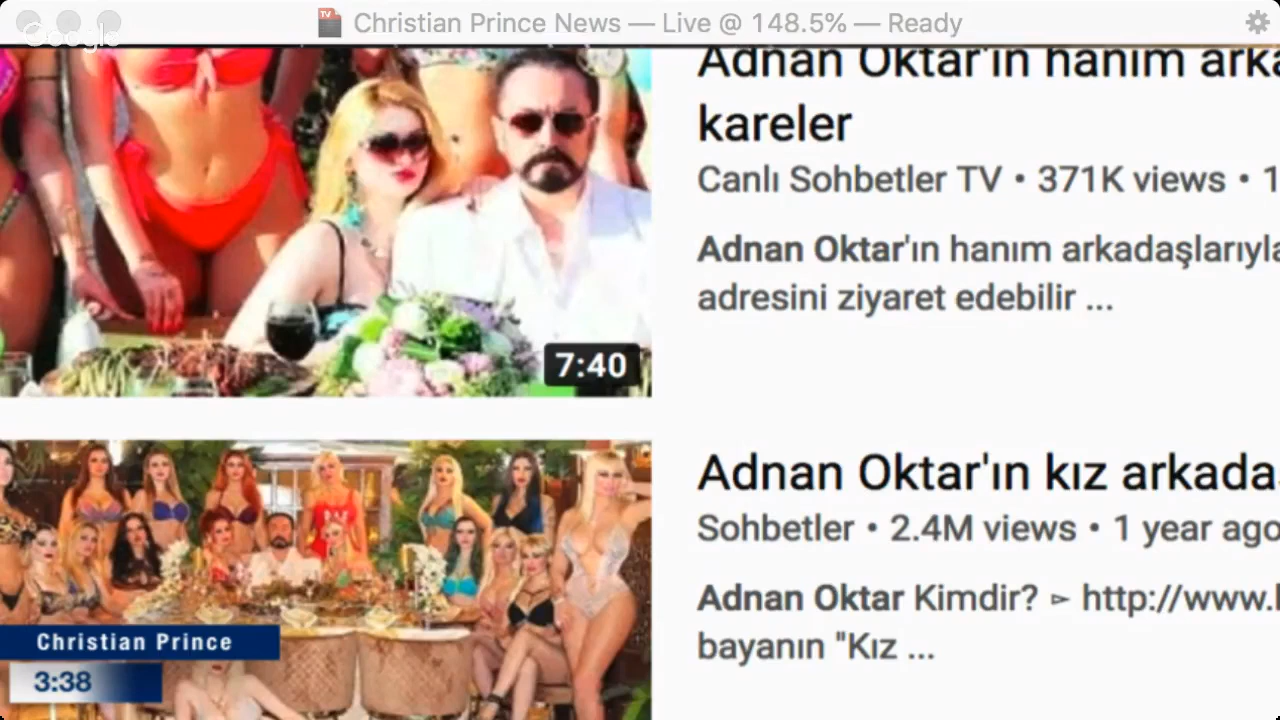 Google
Christian Prince News — Live @ 148.5% — Ready
Adnan Oktar'ın hanım arka
kareler
Canlı Sohbetler TV • 371K views • 1
Adnan Oktar'ın hanım arkadaşlarıyla
adresini ziyaret edebilir ...
7:40
Adnan Oktar'ın kız arkada
Sohbetler • 2.4M views • 1 year ago
Adnan Oktar Kimdir? ► http://www.
bayanın "Kız ...
Christian Prince
3:38